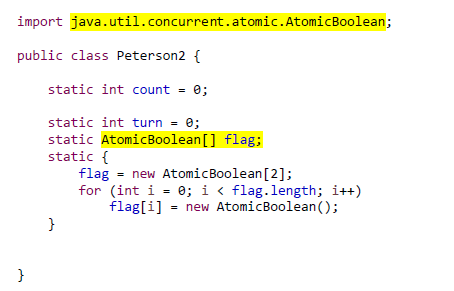 import java.util.concurrent.atomic.AtomicBoolean;
public class Peterson2 {
static int count = 0;
static int turn = 0;
static AtomicBoolean[] flag;
static {
flag = new AtomicBoolean[2];
for (int i = 0; i < flag.length; i++)
flag[i] = new AtomicBoolean();
}
}